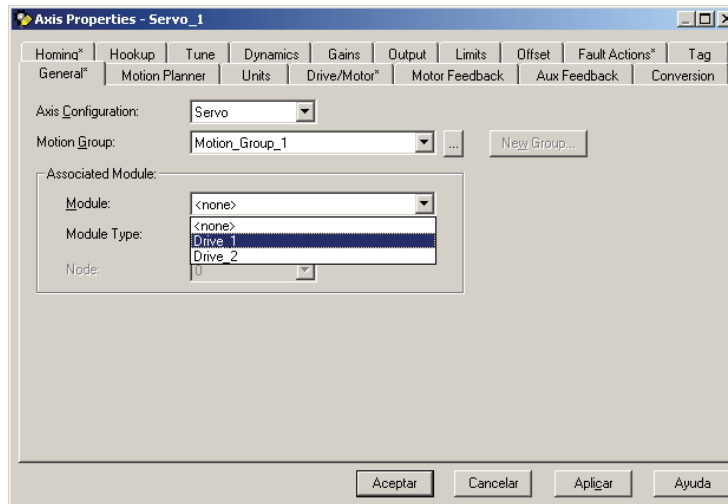 Axis Properties - Servo_1
Homing* Hookup Tune Dynamics Gains Output Limits Offset Fault Actions* Tag
General* Motion Planner Units Drive/Motor* Motor Feedback Aux Feedback Conversion
Axis Configuration: Servo
Motion Group: Motion_Group_1 ... New Group...
Associated Module:
Module: <none>
<none>
Module Type: Drive_1
Drive_2
Node: 0
Aceptar Cancelar Aplicar Ayuda